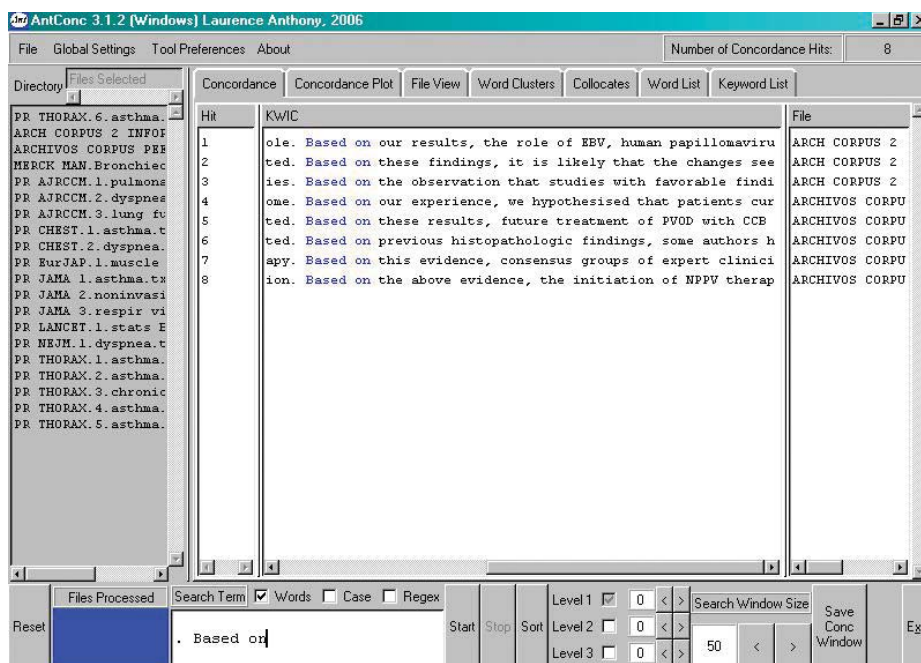 AntConc 3.1.2 (Windows) Laurence Anthony, 2006
File Global Settings Tool Preferences About Number of Concordance Hits: 8
Directory Files Selected Concordance Concordance Plot File View Word Clusters Collocates Word List Keyword List
PR THORAX.6.asthma.
ARCH CORPUS 2 INFOR
ARCHIVOS CORPUS PER
MERCK MAN.Bronchiec
PR AJRCCM.1.pulmona
PR AJRCCM.2.dyspnea
PR AJRCCM.3.lung fu
PR CHEST.1.asthma.t
PR CHEST.2.dyspnea.
PR EurJAP.1.muscle
PR JAMA 1.asthma.tx
PR JAMA 2.noninvasi
PR JAMA 3.respir vi
PR LANCET.1.stats E
PR NEJM.1.dyspnea.t
PR THORAX.1.asthma.
PR THORAX.2.asthma.
PR THORAX.3.chronic
PR THORAX.4.asthma.
PR THORAX.5.asthma.
Hit KWIC File
1 ole. Based on our results, the role of EBV, human papillomaviru ARCH CORPUS 2
2 ted. Based on these findings, it is likely that the changes see ARCH CORPUS 2
3 ies. Based on the observation that studies with favorable findi ARCH CORPUS 2
4 ome. Based on our experience, we hypothesised that patients cur ARCHIVOS CORPU
5 ted. Based on these results, future treatment of PVOD with CCB ARCHIVOS CORPU
6 ted. Based on previous histopathologic findings, some authors h ARCHIVOS CORPU
7 apy. Based on this evidence, consensus groups of expert clinici ARCHIVOS CORPU
8 ion. Based on the above evidence, the initiation of NPPV therap ARCHIVOS CORPU
Reset
Files Processed
Search Term Words Case Regex
. Based on
Start Stop Sort
Level 1 0 < >
Level 2 0 < >
Level 3 0 < >
Search Window Size
50 < >
Save
Conc
Window
Ex